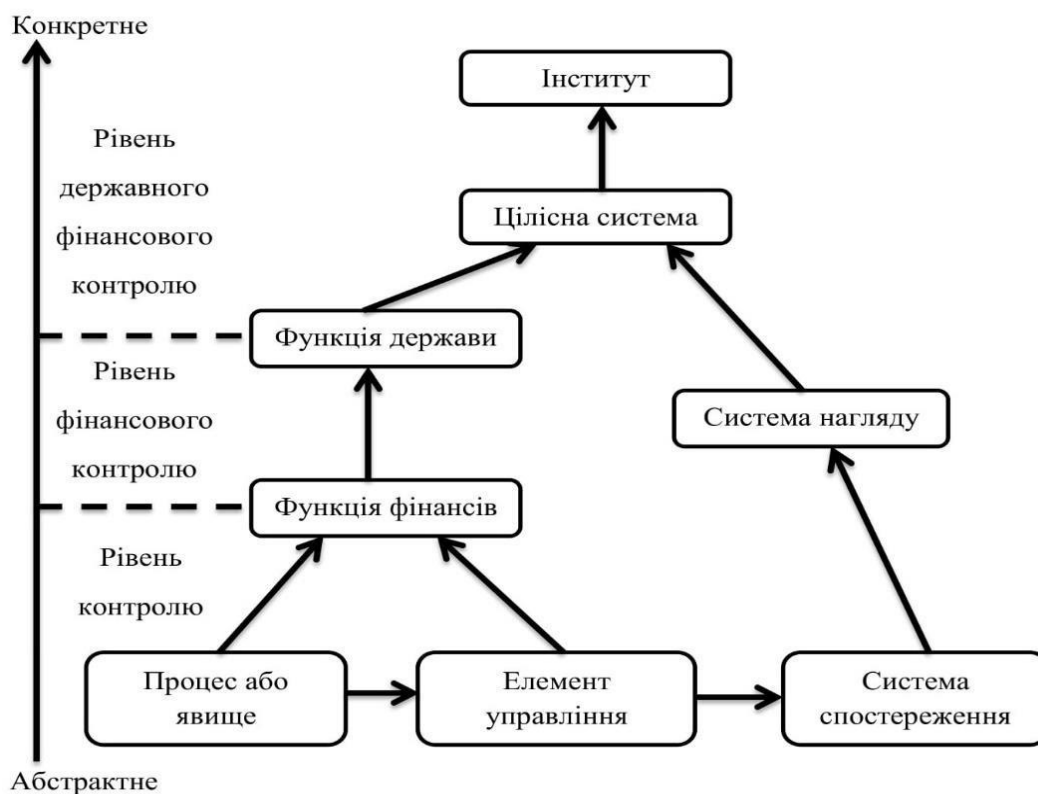 Конкретне
Інститут
Рівень
державного
фінансового
контролю
Цілісна система
Функція держави
Рівень
фінансового
контролю
Система нагляду
Функція фінансів
Рівень
контролю
Процес або
явище
Елемент
управління
Система
спостереження
Абстрактне